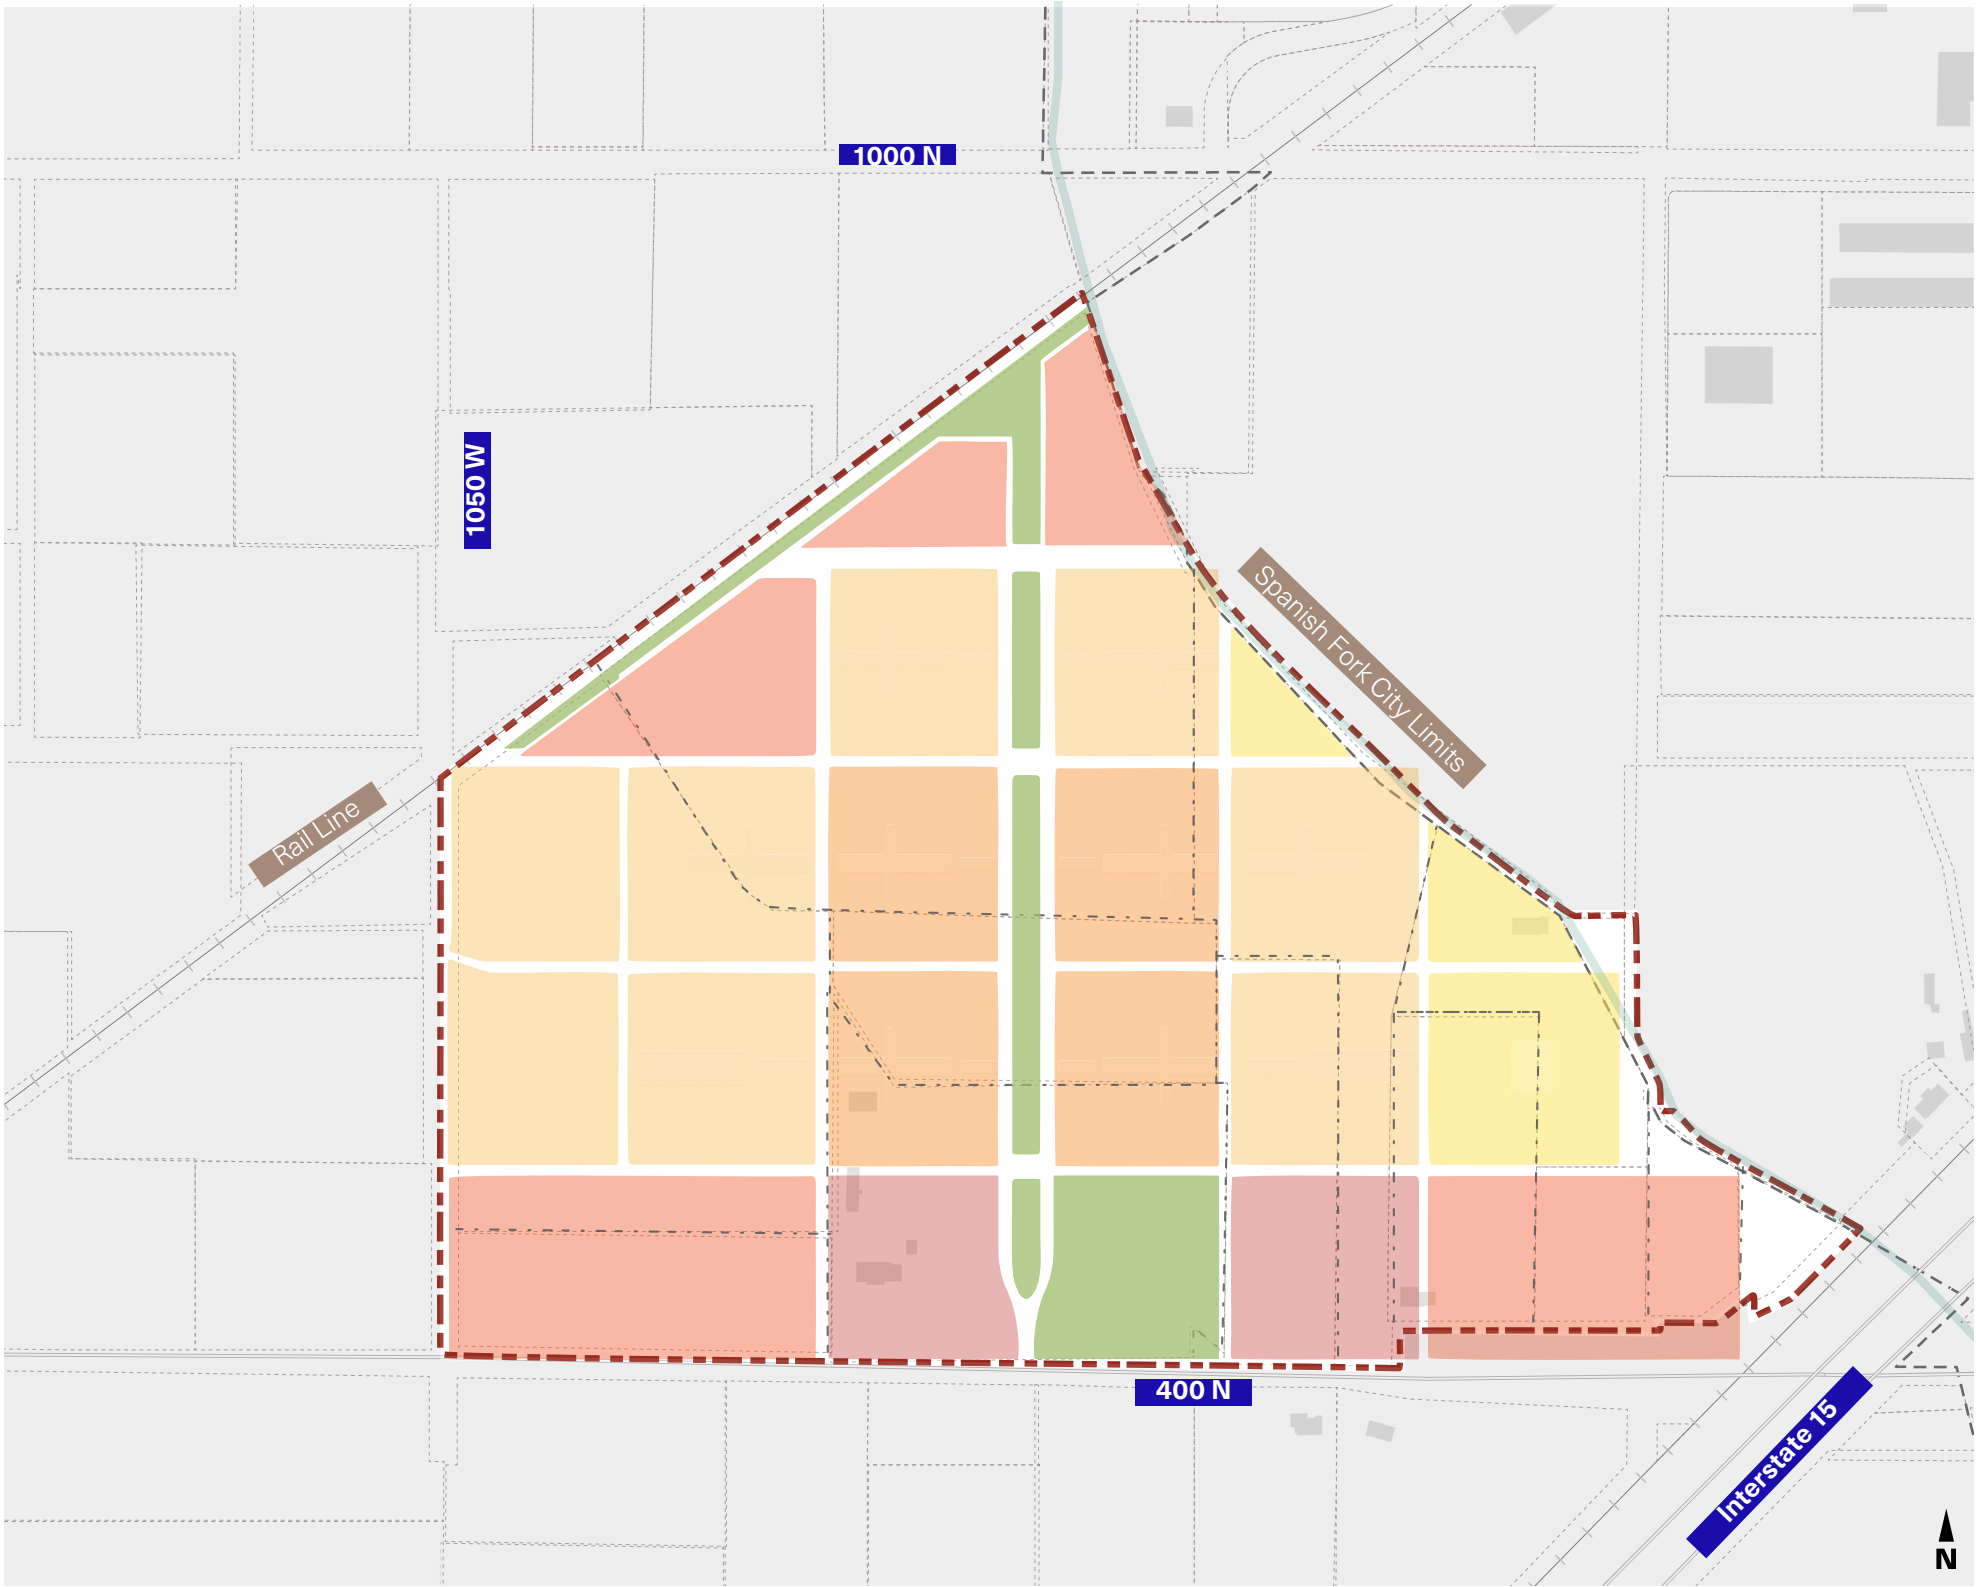 1000 N
1050 W
Spanish Fork City Limits
Rail Line
400 N
Interstate 15
N